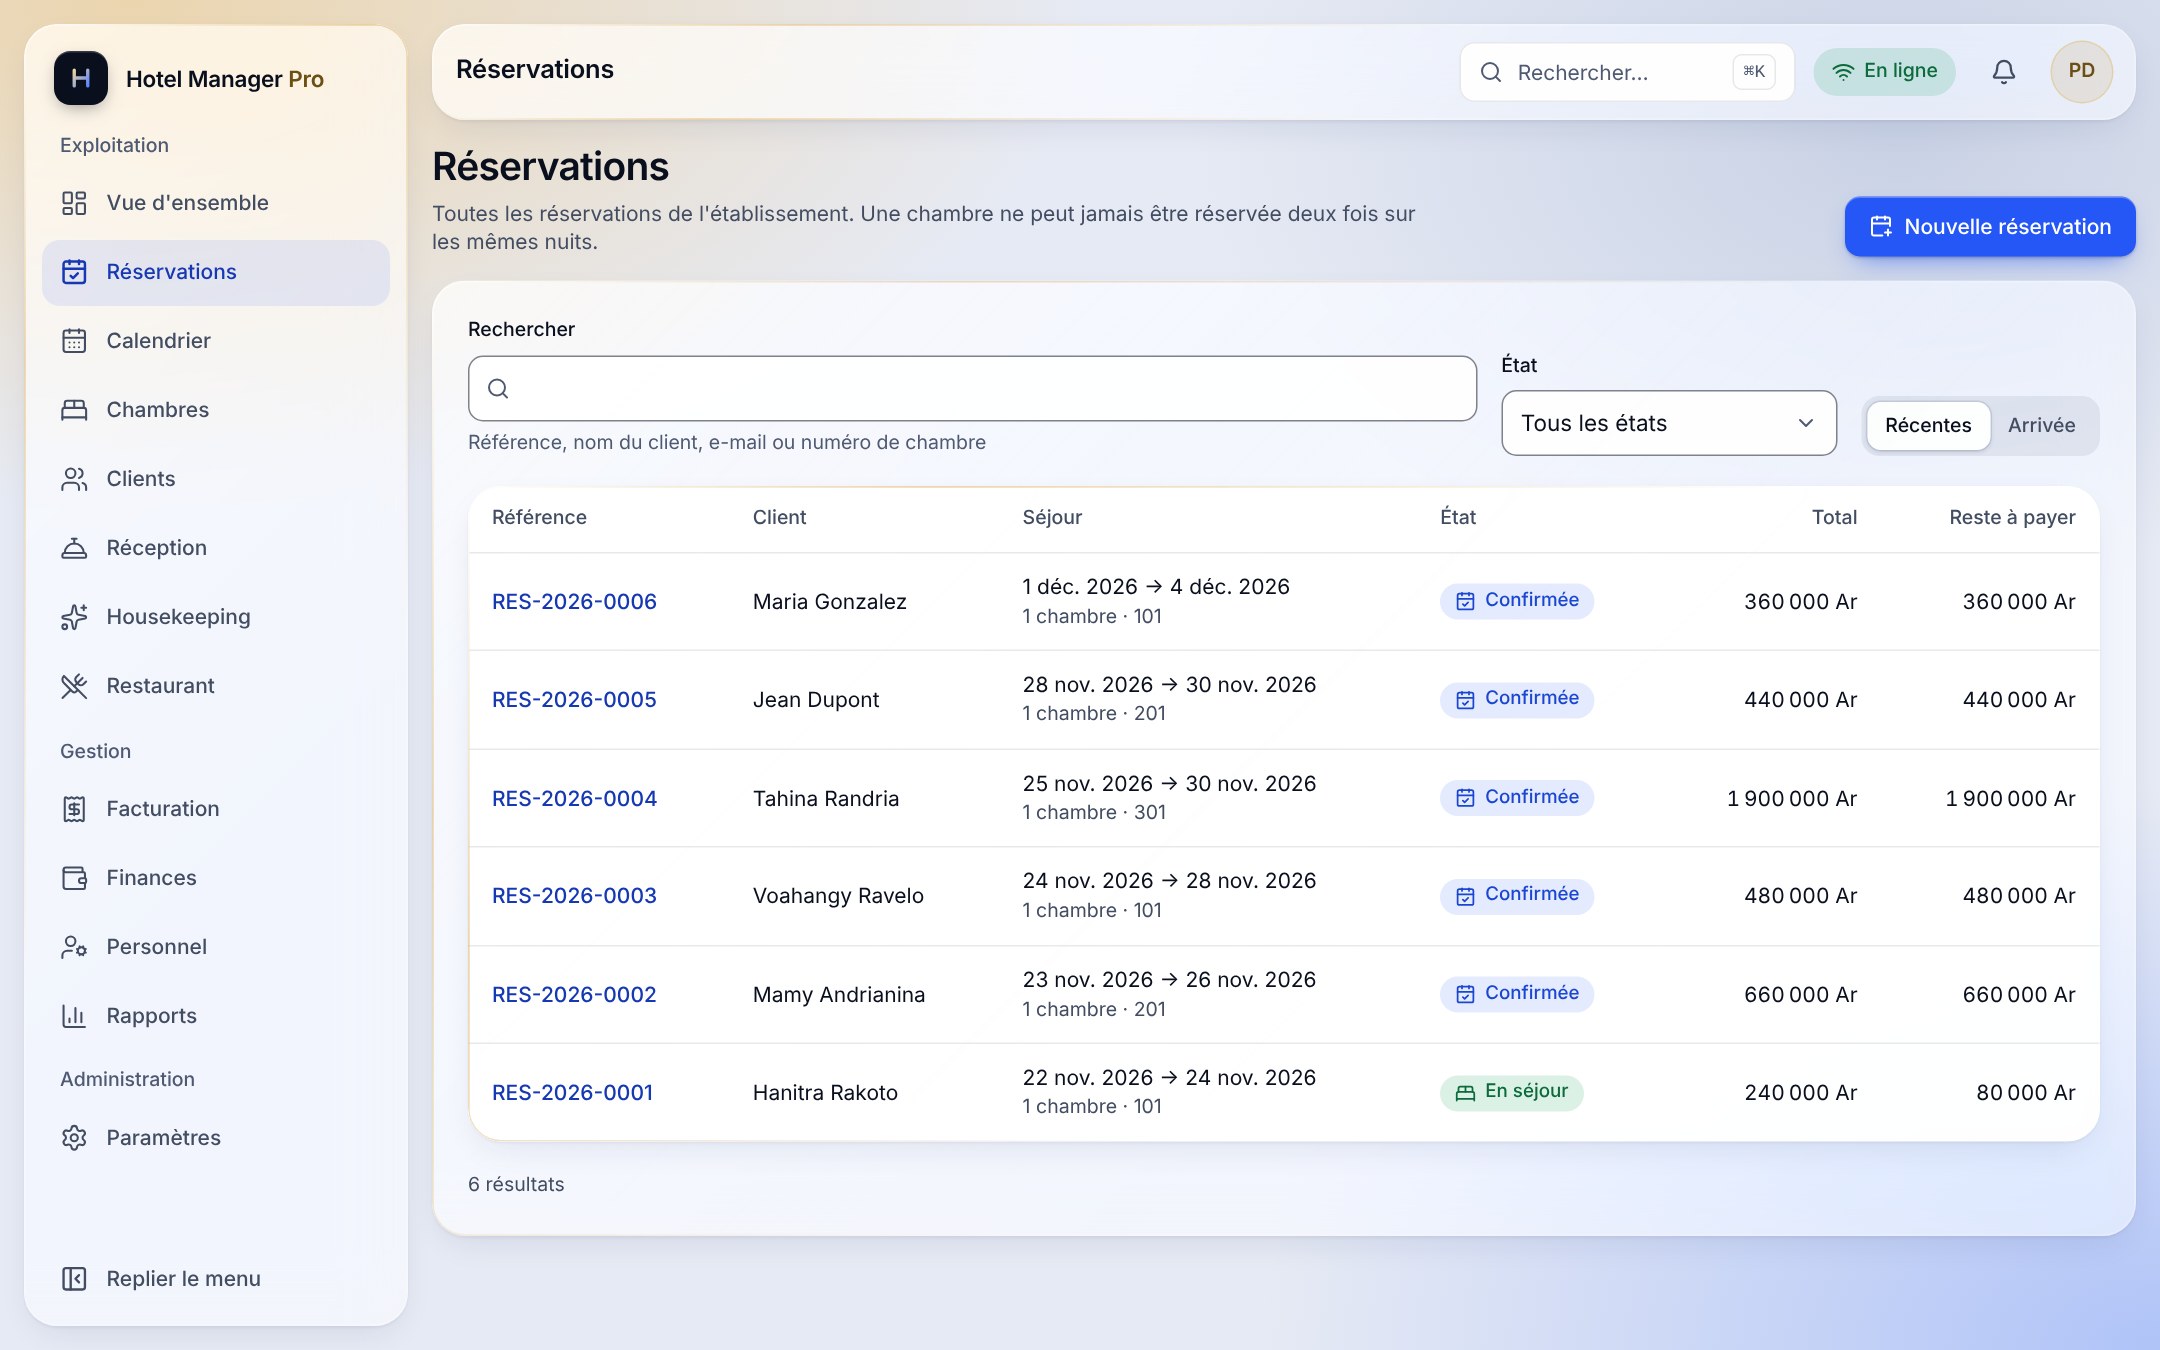 Hotel Manager Pro
Exploitation
Vue d'ensemble
Réservations
Calendrier
Chambres
Clients
Réception
Housekeeping
Restaurant
Gestion
Facturation
Finances
Personnel
Rapports
Administration
Paramètres
Replier le menu
Réservations
Rechercher...
⌘K
En ligne
PD
Réservations
Toutes les réservations de l'établissement. Une chambre ne peut jamais être réservée deux fois sur
les mêmes nuits.
Nouvelle réservation
Rechercher
Référence, nom du client, e-mail ou numéro de chambre
État
Tous les états
Récentes Arrivée
Référence Client Séjour État Total Reste à payer
RES-2026-0006 Maria Gonzalez 1 déc. 2026 → 4 déc. 2026 Confirmée 360 000 Ar 360 000 Ar
1 chambre · 101
RES-2026-0005 Jean Dupont 28 nov. 2026 → 30 nov. 2026 Confirmée 440 000 Ar 440 000 Ar
1 chambre · 201
RES-2026-0004 Tahina Randria 25 nov. 2026 → 30 nov. 2026 Confirmée 1 900 000 Ar 1 900 000 Ar
1 chambre · 301
RES-2026-0003 Voahangy Ravelo 24 nov. 2026 → 28 nov. 2026 Confirmée 480 000 Ar 480 000 Ar
1 chambre · 101
RES-2026-0002 Mamy Andrianina 23 nov. 2026 → 26 nov. 2026 Confirmée 660 000 Ar 660 000 Ar
1 chambre · 201
RES-2026-0001 Hanitra Rakoto 22 nov. 2026 → 24 nov. 2026 En séjour 240 000 Ar 80 000 Ar
1 chambre · 101
6 résultats